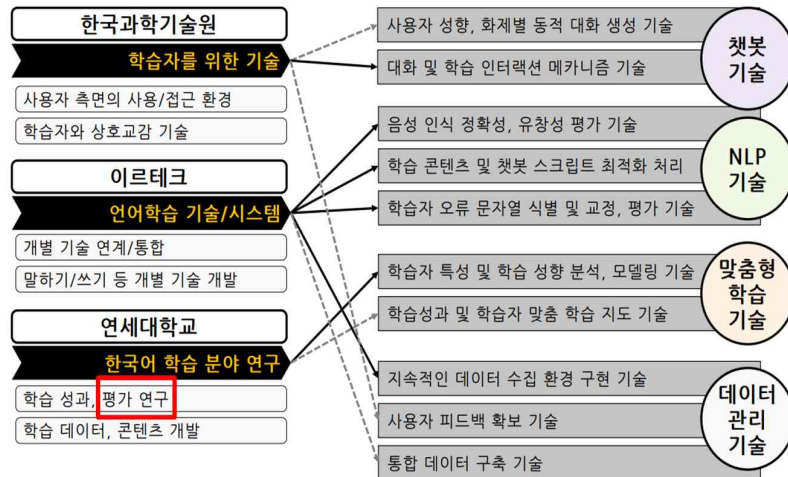 한국과학기술원
학습자를 위한 기술
사용자 측면의 사용/접근 환경
학습자와 상호교감 기술
이르테크
언어학습 기술/시스템
개별 기술 연계/통합
말하기/쓰기 등 개별 기술 개발
연세대학교
한국어 학습 분야 연구
학습 성과, 평가 연구
학습 데이터, 콘텐츠 개발
사용자 성향, 화제별 동적 대화 생성 기술
대화 및 학습 인터랙션 메카니즘 기술
챗봇
기술
음성 인식 정확성, 유창성 평가 기술
학습 콘텐츠 및 챗봇 스크립트 최적화 처리
학습자 오류 문자열 식별 및 교정, 평가 기술
NLP
기술
학습자 특성 및 학습 성향 분석, 모델링 기술
학습성과 및 학습자 맞춤 학습 지도 기술
맞춤형
학습
기술
지속적인 데이터 수집 환경 구현 기술
사용자 피드백 확보 기술
통합 데이터 구축 기술
데이터
관리
기술